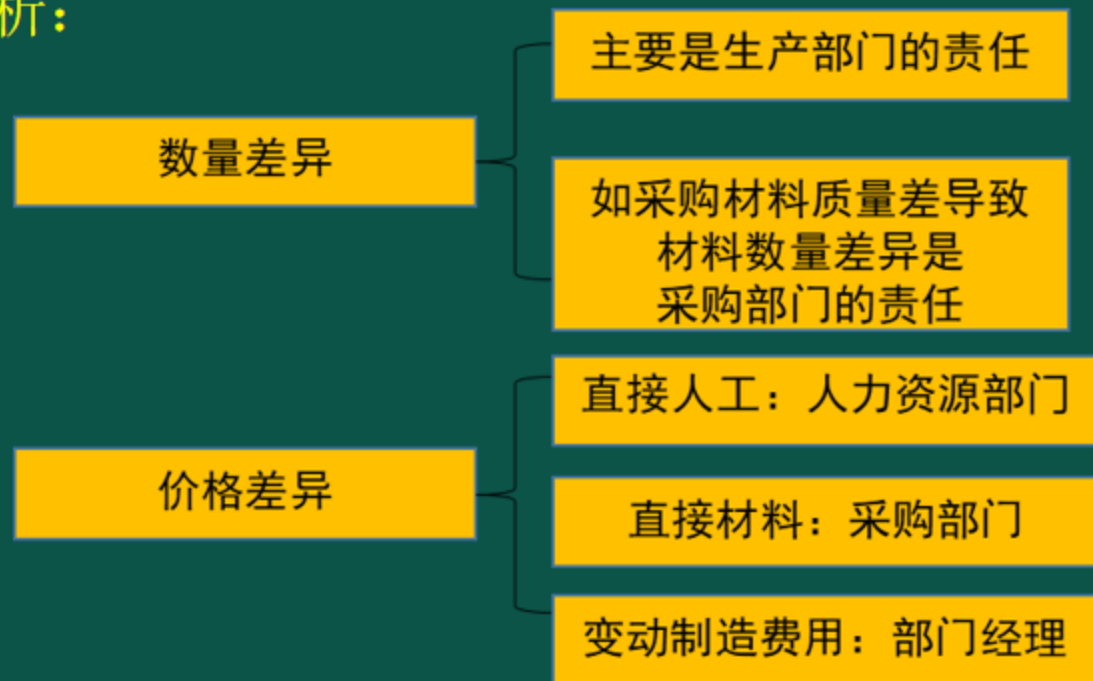 析：
数量差异
主要是生产部门的责任
如采购材料质量差导致
材料数量差异是
采购部门的责任
价格差异
直接人工：人力资源部门
直接材料：采购部门
变动制造费用：部门经理